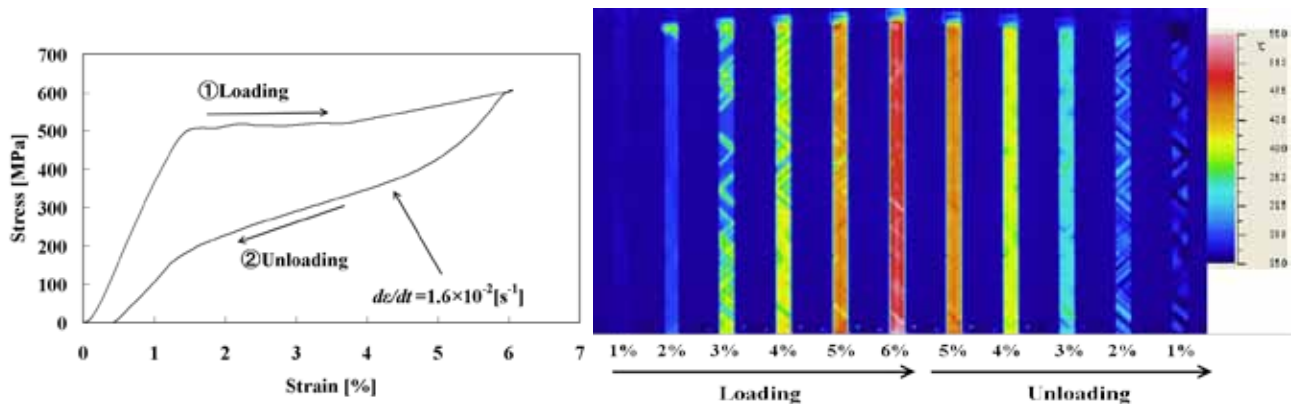 700
600
500
400
300
200
100
0
Stress [MPa]
①Loading
②Unloading
dε/dt=1.6×10⁻²[s⁻¹]
0 1 2 3 4 5 6 7
Strain [%]
℃
1% 2% 3% 4% 5% 6% 5% 4% 3% 2% 1%
Loading Unloading